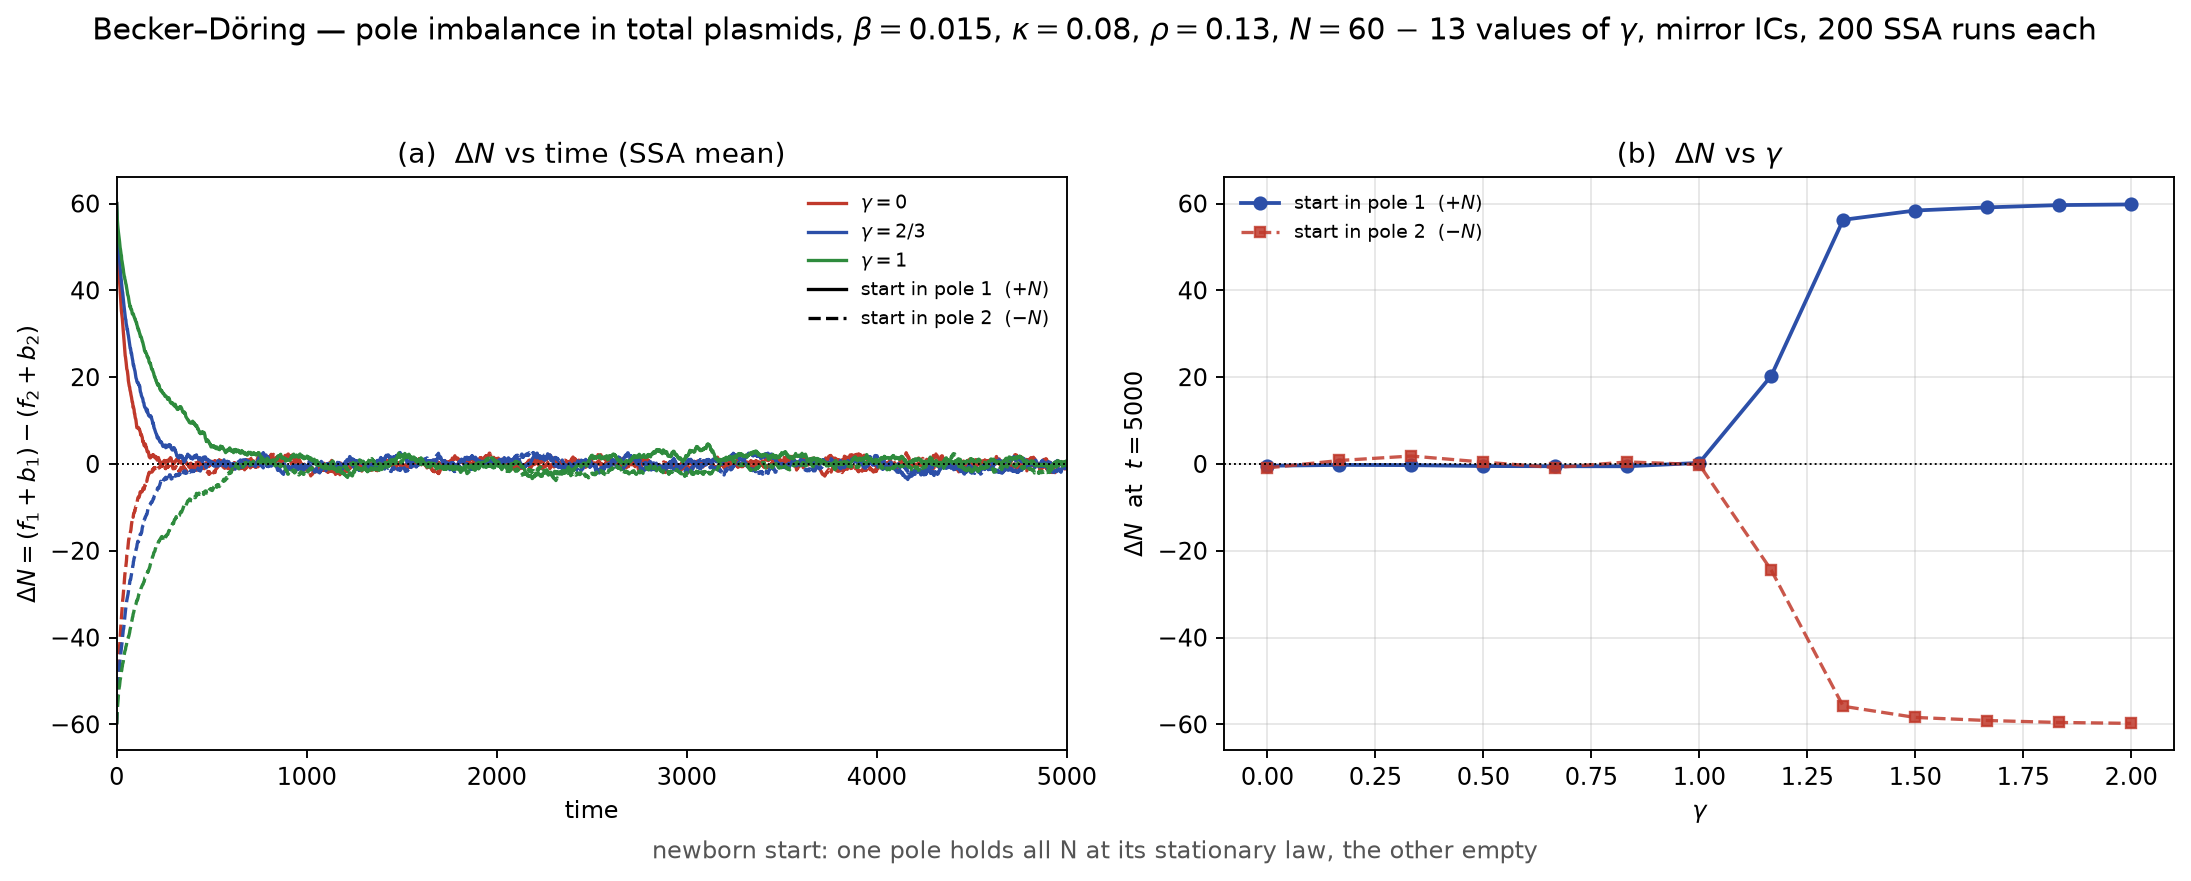 Becker–Döring — pole imbalance in total plasmids, β = 0.015, κ = 0.08, ρ = 0.13, N = 60 − 13 values of γ, mirror ICs, 200 SSA runs each
(a) ΔN vs time (SSA mean)
ΔN = (f₁ + b₁) − (f₂ + b₂)
60
40
20
0
−20
−40
−60
γ = 0
γ = 2/3
γ = 1
start in pole 1 (+N)
start in pole 2 (−N)
0 1000 2000 3000 4000 5000
time
(b) ΔN vs γ
ΔN at t = 5000
60
40
20
0
−20
−40
−60
start in pole 1 (+N)
start in pole 2 (−N)
0.00 0.25 0.50 0.75 1.00 1.25 1.50 1.75 2.00
γ
newborn start: one pole holds all N at its stationary law, the other empty